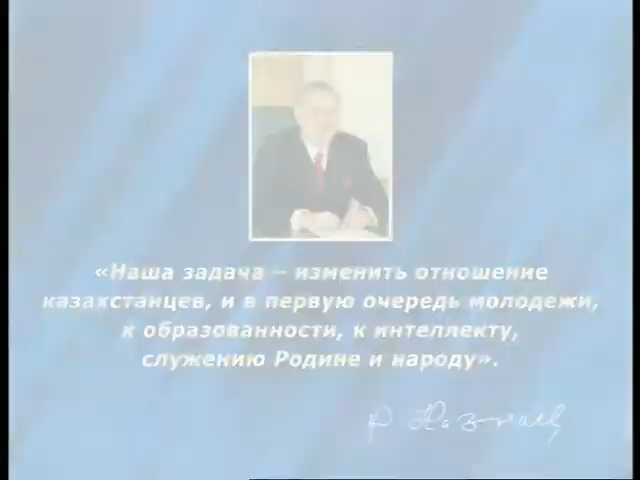 «Наша задача – изменить отношение
казахстанцев, и в первую очередь молодежи,
к образованности, к интеллекту,
служению Родине и народу».